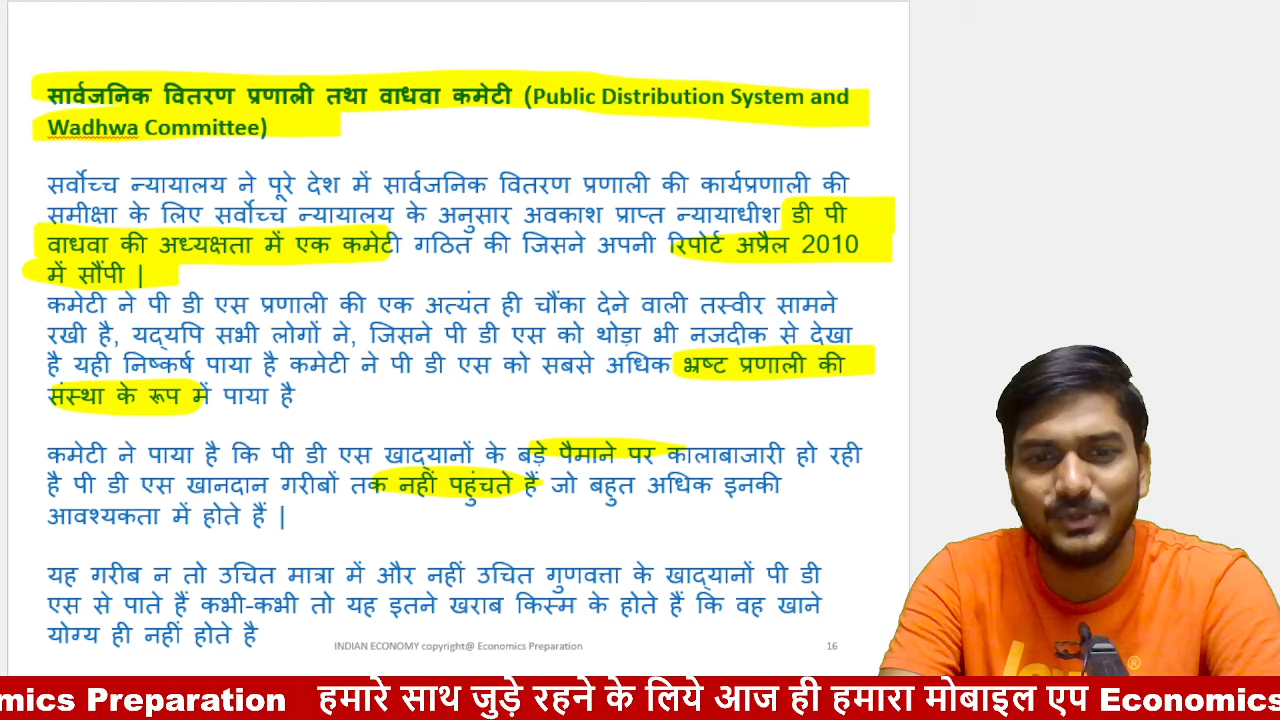 सार्वजनिक वितरण प्रणाली तथा वाधवा कमेटी (Public Distribution System and
Wadhwa Committee)
सर्वोच्च न्यायालय ने पूरे देश में सार्वजनिक वितरण प्रणाली की कार्यप्रणाली की
समीक्षा के लिए सर्वोच्च न्यायालय के अनुसार अवकाश प्राप्त न्यायाधीश डी पी
वाधवा की अध्यक्षता में एक कमेटी गठित की जिसने अपनी रिपोर्ट अप्रैल 2010
में सौंपी |
कमेटी ने पी डी एस प्रणाली की एक अत्यंत ही चौंका देने वाली तस्वीर सामने
रखी है, यद्यपि सभी लोगों ने, जिसने पी डी एस को थोड़ा भी नजदीक से देखा
है यही निष्कर्ष पाया है कमेटी ने पी डी एस को सबसे अधिक भ्रष्ट प्रणाली की
संस्था के रूप में पाया है
कमेटी ने पाया है कि पी डी एस खाद्यानों के बड़े पैमाने पर कालाबाजारी हो रही
है पी डी एस खानदान गरीबों तक नहीं पहुंचते हैं जो बहुत अधिक इनकी
आवश्यकता में होते हैं |
यह गरीब न तो उचित मात्रा में और नहीं उचित गुणवत्ता के खाद्यानों पी डी
एस से पाते हैं कभी-कभी तो यह इतने खराब किस्म के होते हैं कि वह खाने
योग्य ही नहीं होते है
INDIAN ECONOMY copyright@ Economics Preparation 16
mics Preparation हमारे साथ जुड़े रहने के लिये आज ही हमारा मोबाइल एप Economics